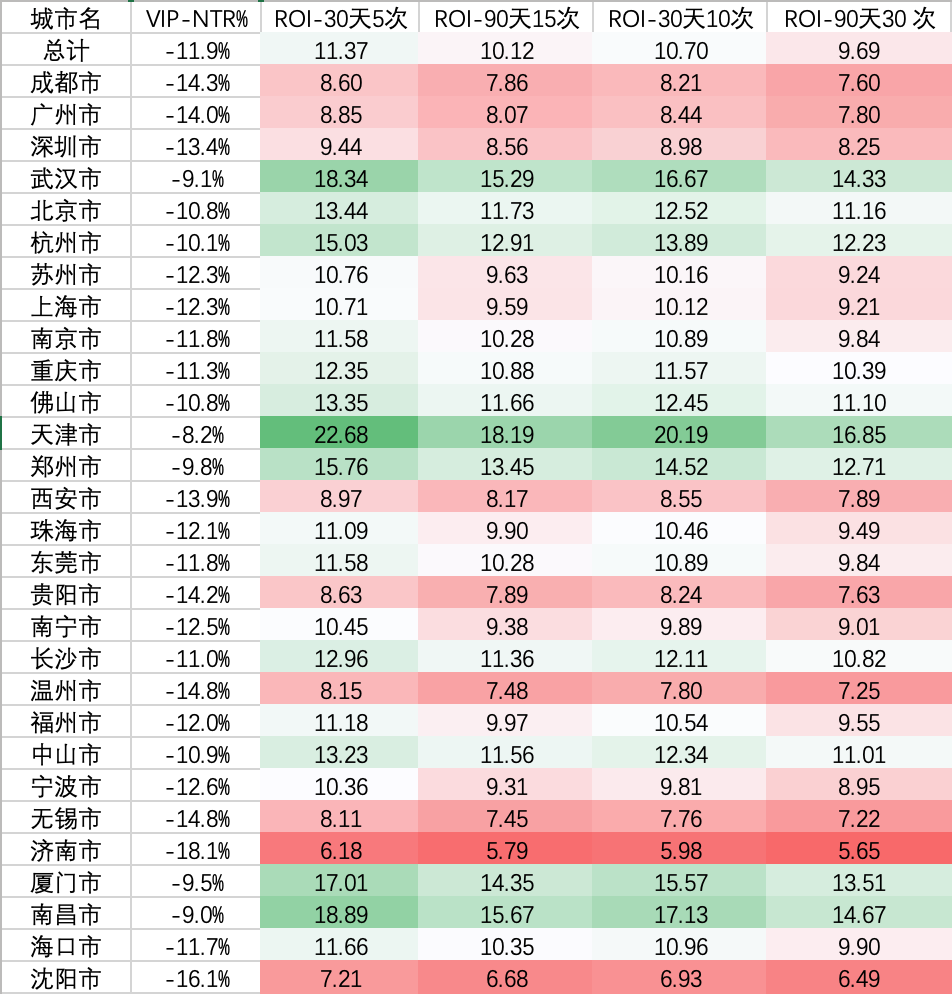 城市名 VIP-NTR% ROI-30天5次 ROI-90天15次 ROI-30天10次 ROI-90天30 次
总计 -11.9% 11.37 10.12 10.70 9.69
成都市 -14.3% 8.60 7.86 8.21 7.60
广州市 -14.0% 8.85 8.07 8.44 7.80
深圳市 -13.4% 9.44 8.56 8.98 8.25
武汉市 -9.1% 18.34 15.29 16.67 14.33
北京市 -10.8% 13.44 11.73 12.52 11.16
杭州市 -10.1% 15.03 12.91 13.89 12.23
苏州市 -12.3% 10.76 9.63 10.16 9.24
上海市 -12.3% 10.71 9.59 10.12 9.21
南京市 -11.8% 11.58 10.28 10.89 9.84
重庆市 -11.3% 12.35 10.88 11.57 10.39
佛山市 -10.8% 13.35 11.66 12.45 11.10
天津市 -8.2% 22.68 18.19 20.19 16.85
郑州市 -9.8% 15.76 13.45 14.52 12.71
西安市 -13.9% 8.97 8.17 8.55 7.89
珠海市 -12.1% 11.09 9.90 10.46 9.49
东莞市 -11.8% 11.58 10.28 10.89 9.84
贵阳市 -14.2% 8.63 7.89 8.24 7.63
南宁市 -12.5% 10.45 9.38 9.89 9.01
长沙市 -11.0% 12.96 11.36 12.11 10.82
温州市 -14.8% 8.15 7.48 7.80 7.25
福州市 -12.0% 11.18 9.97 10.54 9.55
中山市 -10.9% 13.23 11.56 12.34 11.01
宁波市 -12.6% 10.36 9.31 9.81 8.95
无锡市 -14.8% 8.11 7.45 7.76 7.22
济南市 -18.1% 6.18 5.79 5.98 5.65
厦门市 -9.5% 17.01 14.35 15.57 13.51
南昌市 -9.0% 18.89 15.67 17.13 14.67
海口市 -11.7% 11.66 10.35 10.96 9.90
沈阳市 -16.1% 7.21 6.68 6.93 6.49